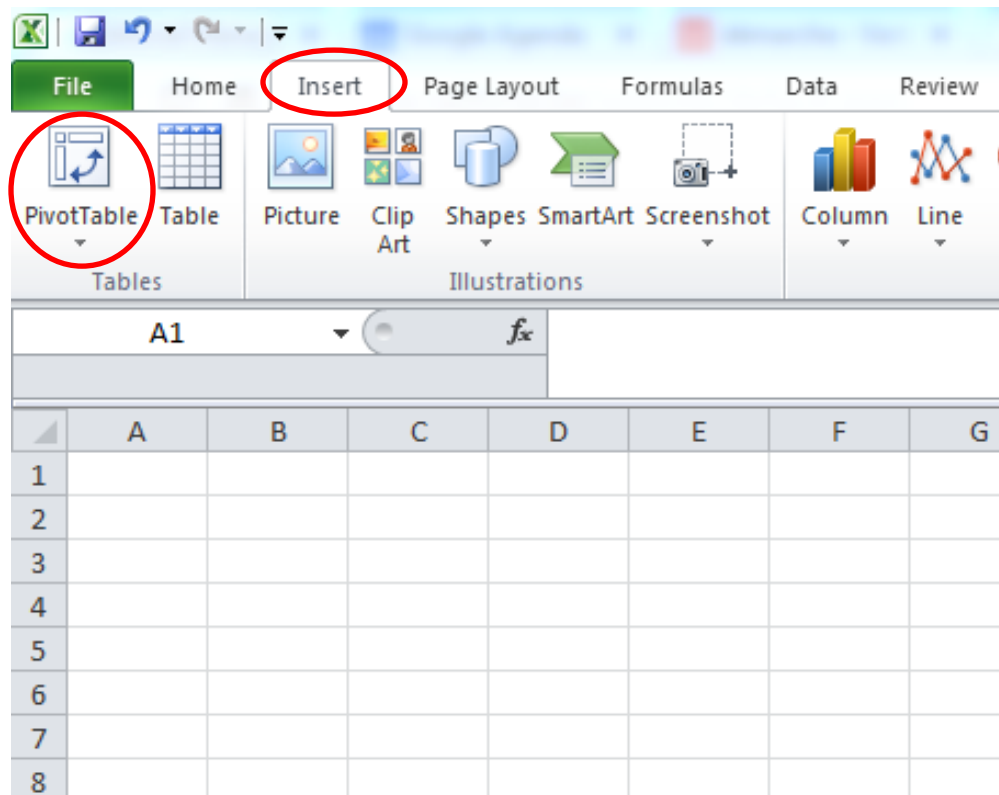 File Home Insert Page Layout Formulas Data Review
PivotTable Table Picture Clip Art Shapes SmartArt Screenshot Column Line
Tables Illustrations
A1 fx
A B C D E F G
1
2
3
4
5
6
7
8